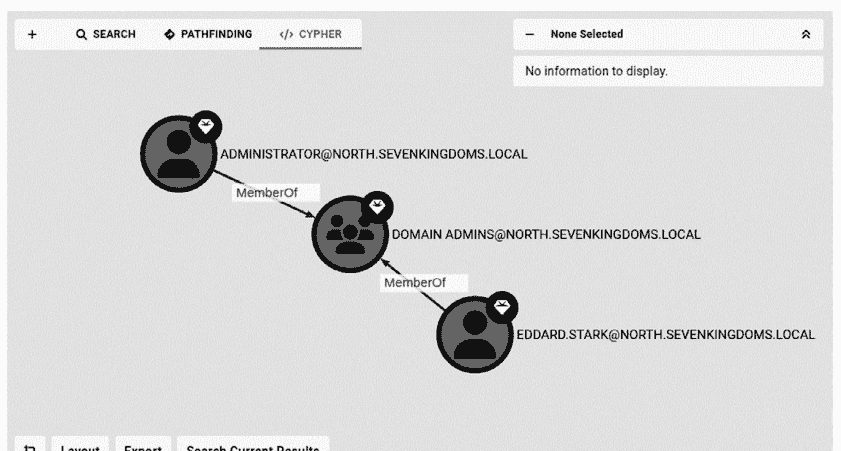 + SEARCH PATHFINDING </> CYPHER
− None Selected
No information to display.
ADMINISTRATOR@NORTH.SEVENKINGDOMS.LOCAL
MemberOf
DOMAIN ADMINS@NORTH.SEVENKINGDOMS.LOCAL
MemberOf
EDDARD.STARK@NORTH.SEVENKINGDOMS.LOCAL
Layout Export Search Current Results